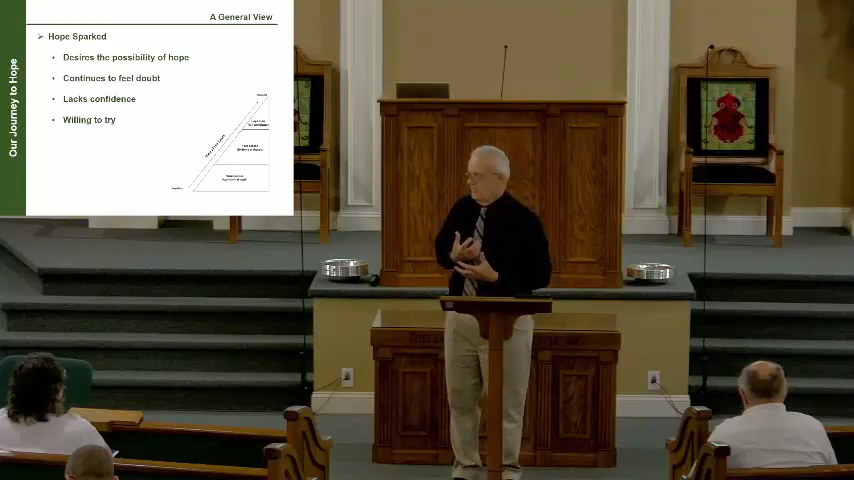 A General View
Our Journey to Hope
➢ Hope Sparked
• Desires the possibility of hope
• Continues to feel doubt
• Lacks confidence
• Willing to try